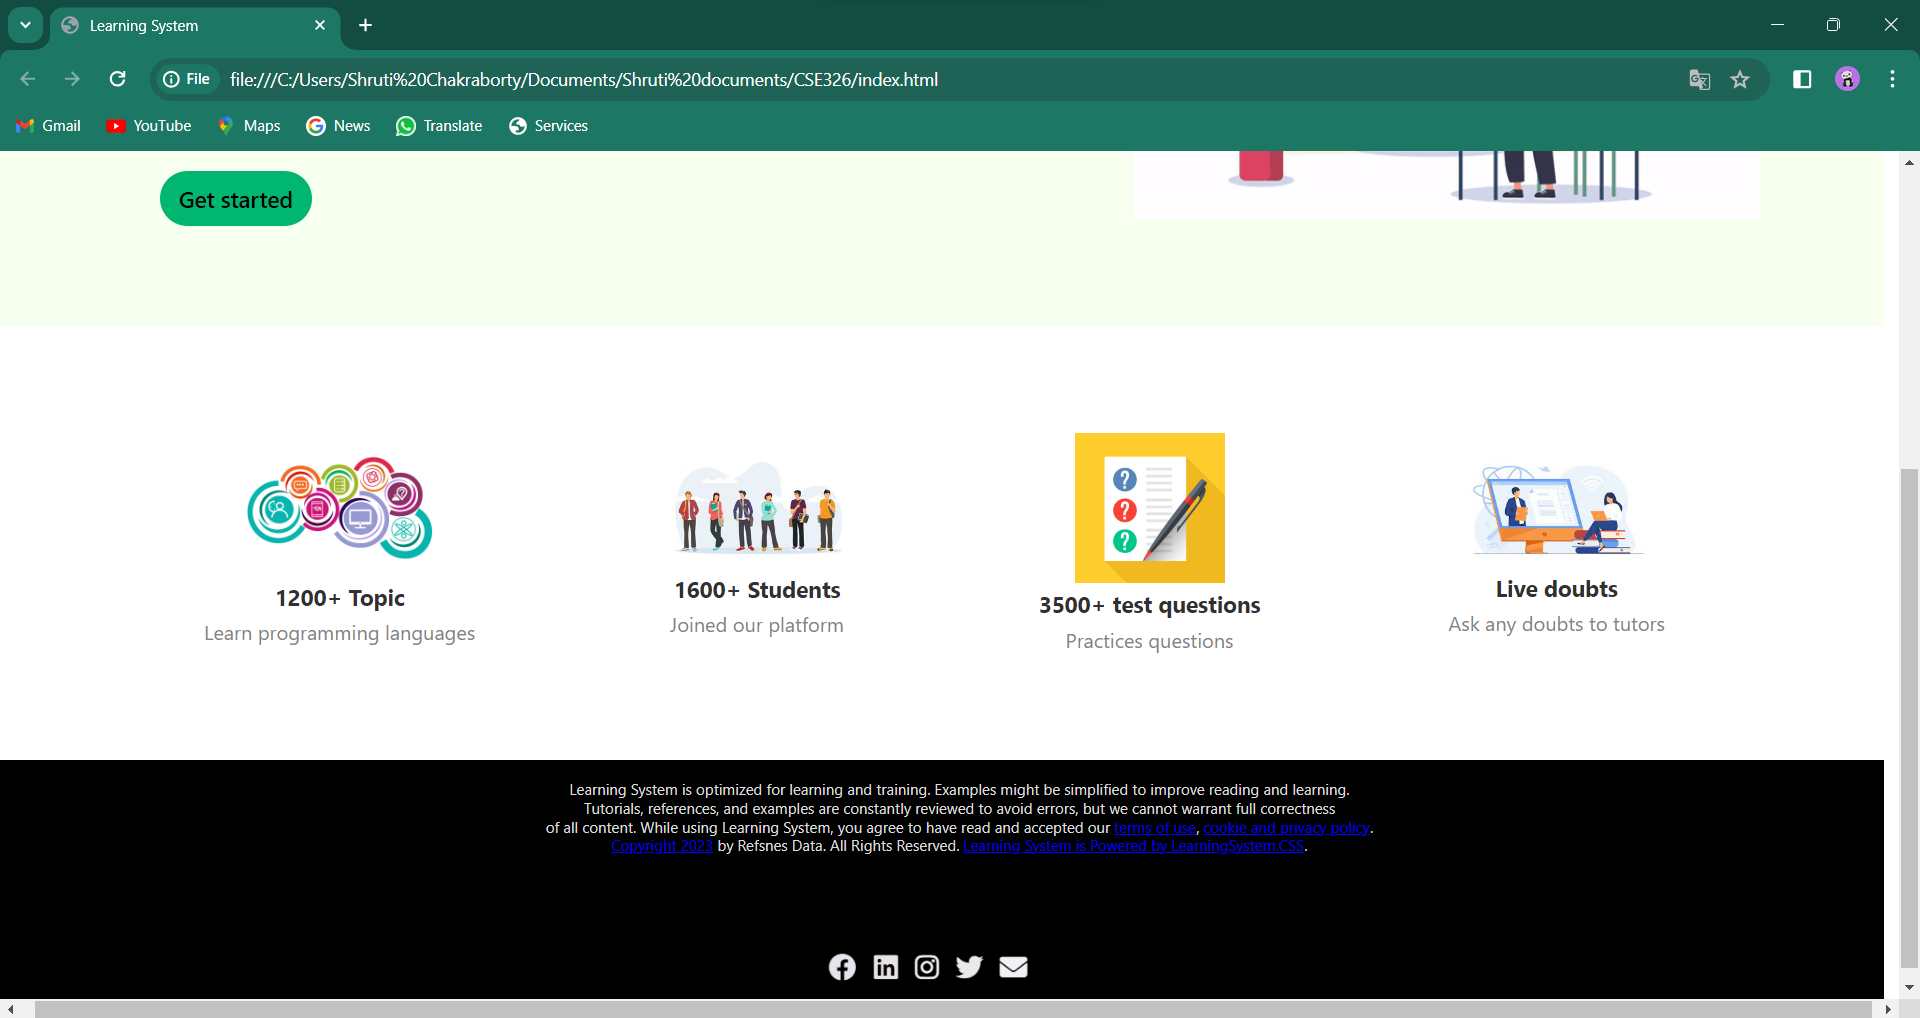 Learning System
File
file:///C:/Users/Shruti%20Chakraborty/Documents/Shruti%20documents/CSE326/index.html
Gmail YouTube Maps News Translate Services
Get started
1200+ Topic
Learn programming languages
1600+ Students
Joined our platform
3500+ test questions
Practices questions
Live doubts
Ask any doubts to tutors
Learning System is optimized for learning and training. Examples might be simplified to improve reading and learning.
Tutorials, references, and examples are constantly reviewed to avoid errors, but we cannot warrant full correctness
of all content. While using Learning System, you agree to have read and accepted our terms of use, cookie and privacy policy.
Copyright 2023 by Refsnes Data. All Rights Reserved. Learning System is Powered by LearningSystem.CSS.